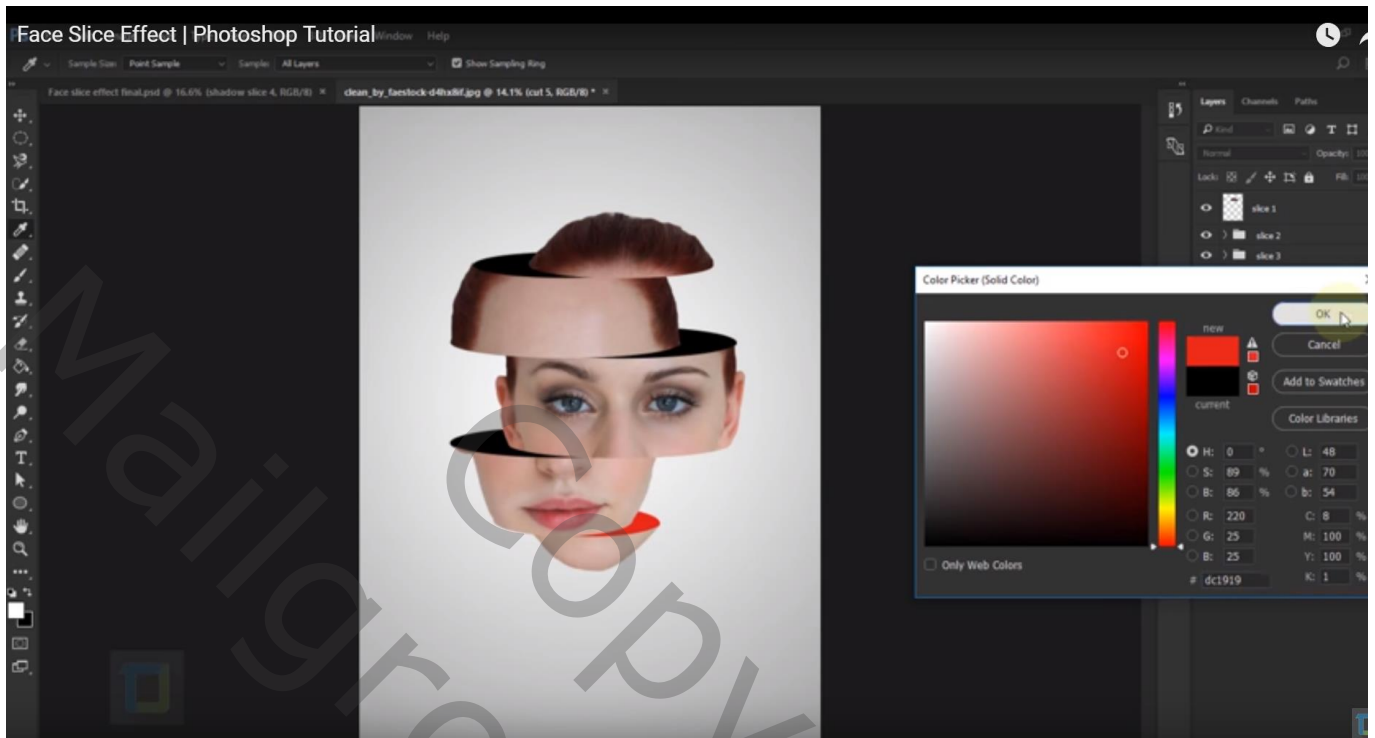 Face Slice Effect | Photoshop Tutorial
Window Help
Sample Size: Point Sample Sample: All Layers Show Sampling Ring
Face slice effect final.psd @ 16.6% (shadow slice 4, RGB/8) × clean_by_faestock-d4hx8if.jpg @ 14.1% (cut 5, RGB/8) * ×
Layers Channels Paths
Kind
Normal Opacity:
Lock: Fill:
slice 1
slice 2
slice 3
Color Picker (Solid Color)
OK
new
Cancel
Add to Swatches
current
Color Libraries
H: 0 ° L: 48
S: 89 % a: 70
B: 86 % b: 54
R: 220 C: 8 %
G: 25 M: 100 %
B: 25 Y: 100 %
# dc1919 K: 1 %
Only Web Colors
Copy